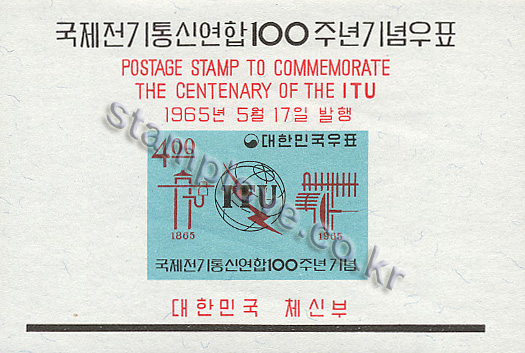 국제전기통신연합100주년기념우표
POSTAGE STAMP TO COMMEMORATE
THE CENTENARY OF THE ITU
1965년 5월 17일 발행
4.00 대한민국우표
ITU
1865 1965
국제전기통신연합100주년기념
대한민국 체신부
stamptique.co.kr